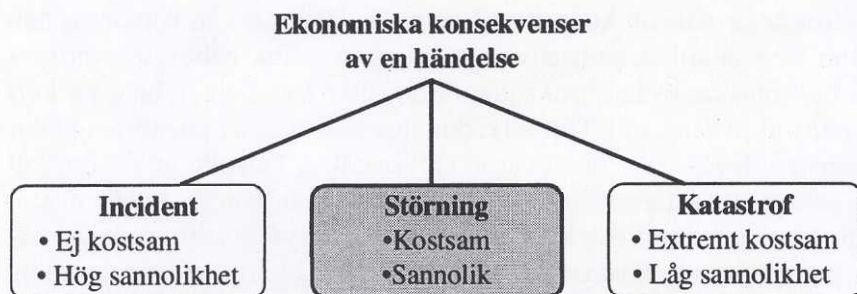 Ekonomiska konsekvenser
av en händelse
Incident
• Ej kostsam
• Hög sannolikhet
Störning
•Kostsam
•Sannolik
Katastrof
• Extremt kostsam
• Låg sannolikhet